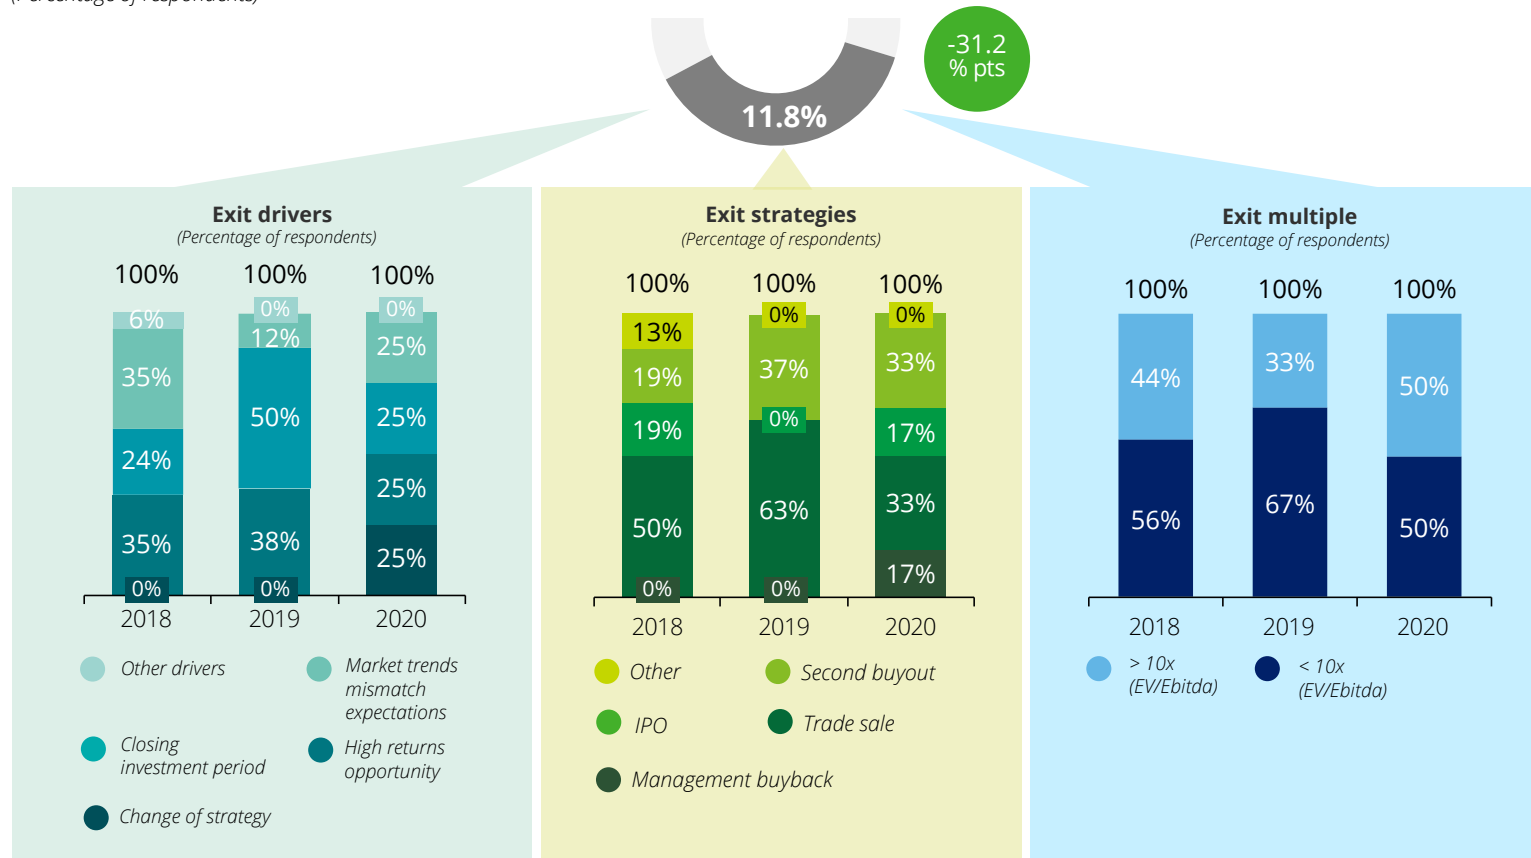 (Percentage of respondents)
-31.2
% pts
11.8%
Exit drivers
(Percentage of respondents)
100%
100%
100%
6%
0%
0%
12%
25%
35%
50%
25%
24%
25%
35%
38%
25%
0%
0%
2018
2019
2020
Other drivers
Market trends
mismatch
expectations
Closing
investment period
High returns
opportunity
Change of strategy
Exit strategies
(Percentage of respondents)
100%
100%
100%
13%
0%
0%
19%
37%
33%
19%
0%
17%
50%
63%
33%
0%
0%
17%
2018
2019
2020
Other
Second buyout
IPO
Trade sale
Management buyback
Exit multiple
(Percentage of respondents)
100%
100%
100%
44%
33%
50%
56%
67%
50%
2018
2019
2020
> 10x
(EV/Ebitda)
< 10x
(EV/Ebitda)